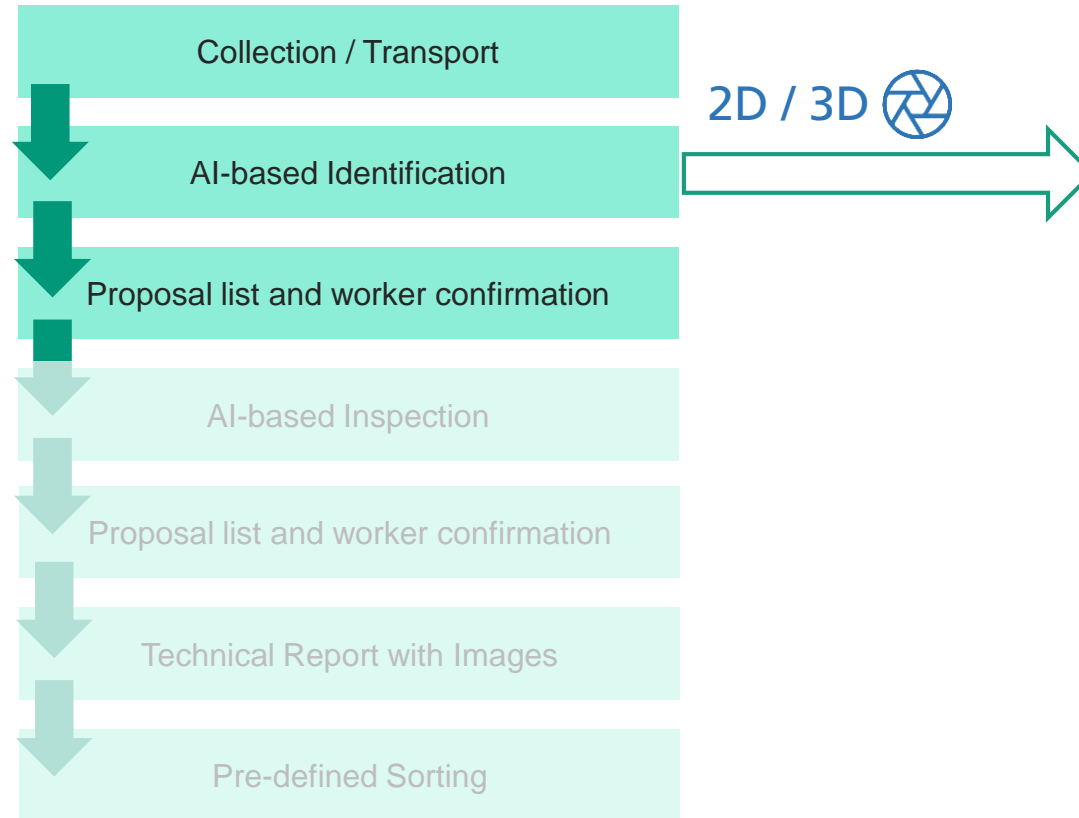 Collection / Transport
2D / 3D
AI-based Identification
Proposal list and worker confirmation
AI-based Inspection
Proposal list and worker confirmation
Technical Report with Images
Pre-defined Sorting